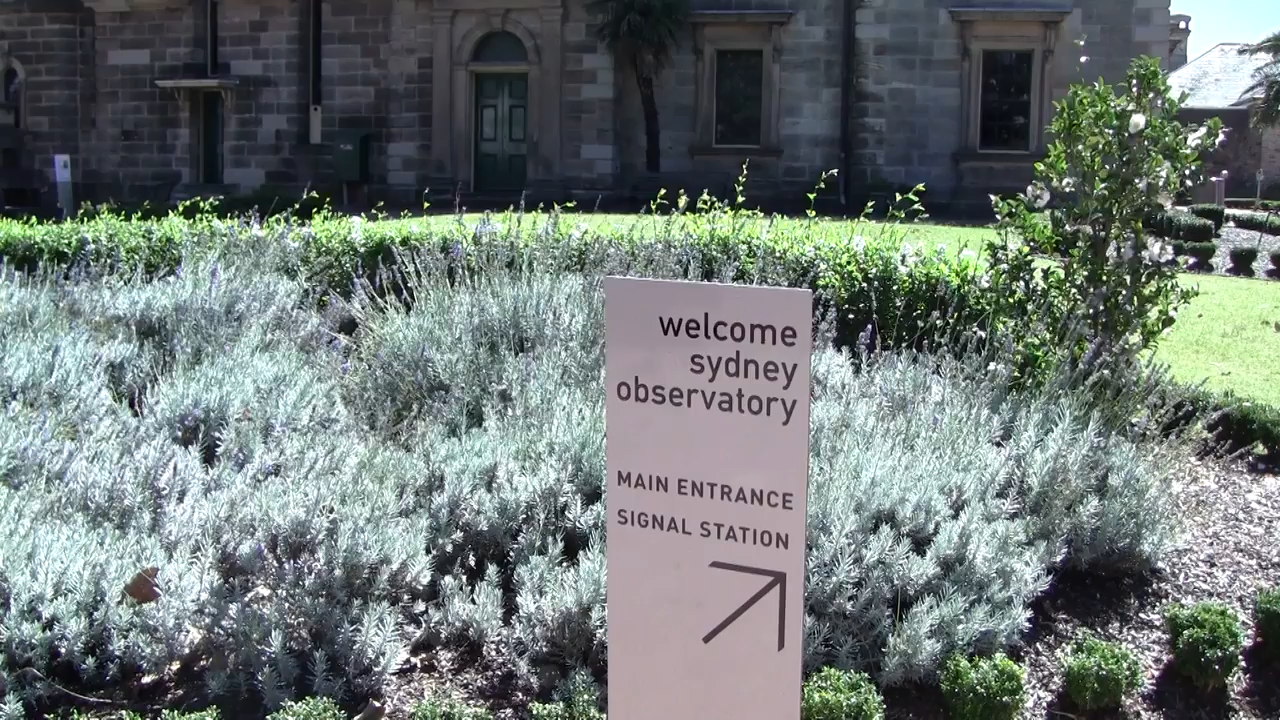 welcome
sydney
observatory
MAIN ENTRANCE
SIGNAL STATION